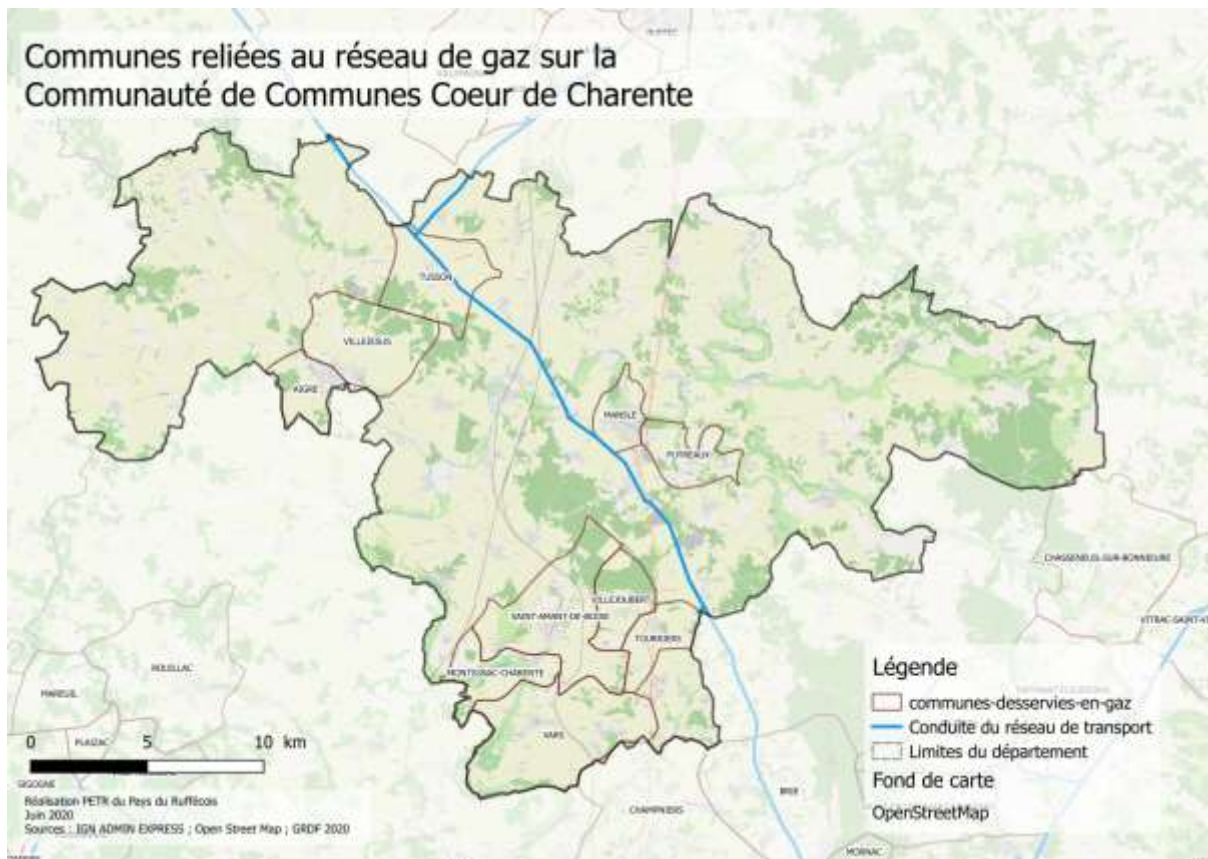 Communes reliées au réseau de gaz sur la
Communauté de Communes Coeur de Charente
TUSSON
VILLEJESUS
AIGRE
MANSLE
PUYREAUX
CHASSENEUIL-SUR-BONNIEURE
VILLEJOUBERT
SAINT-AMANT-DE-BOIXE
TOURRIERS
MONTIGNAC-CHARENTE
VARS
ROUILLAC
MAREUIL
PLAIZAC
BRIE
CHAMPNIERS
MORNAC
Légende
communes-desservies-en-gaz
Conduite du réseau de transport
Limites du département
Fond de carte
OpenStreetMap
0 5 10 km
Réalisation PETR du Pays du Ruffécois
Juin 2020
Sources : IGN ADMIN EXPRESS ; Open Street Map ; GRDF 2020